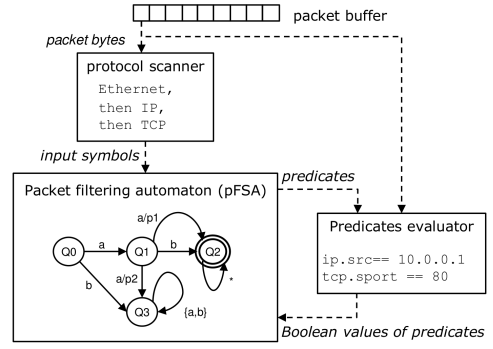 packet buffer
packet bytes
protocol scanner
Ethernet,
then IP,
then TCP
input symbols
predicates
Packet filtering automaton (pFSA)
a/p1
Q0
a
Q1
b
Q2
b
a/p2
*
Q3
{a,b}
Predicates evaluator
ip.src== 10.0.0.1
tcp.sport == 80
Boolean values of predicates